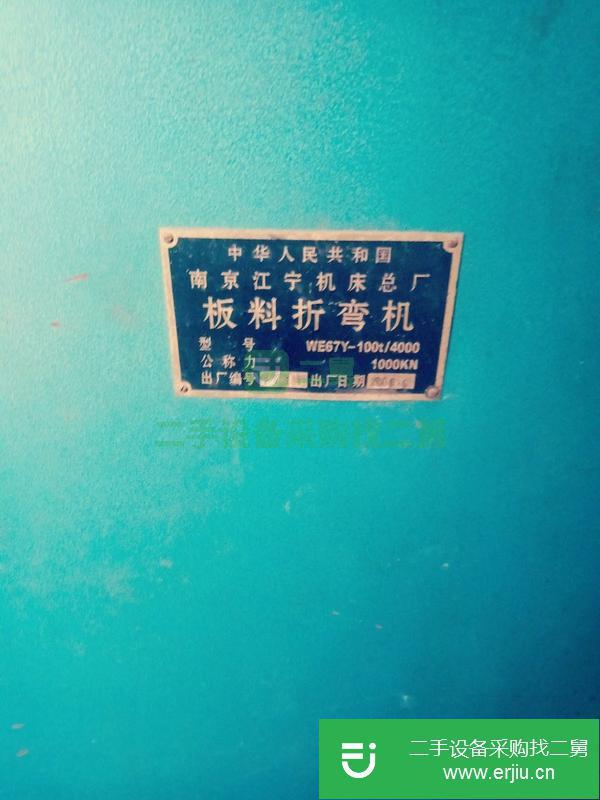 中华人民共和国
南京江宁机床总厂
板料折弯机
型号 WE67Y-100t/4000
公称力 1000KN
出厂编号 出厂日期
二手设备采购找二舅
二手设备采购找二舅
www.erjiu.cn